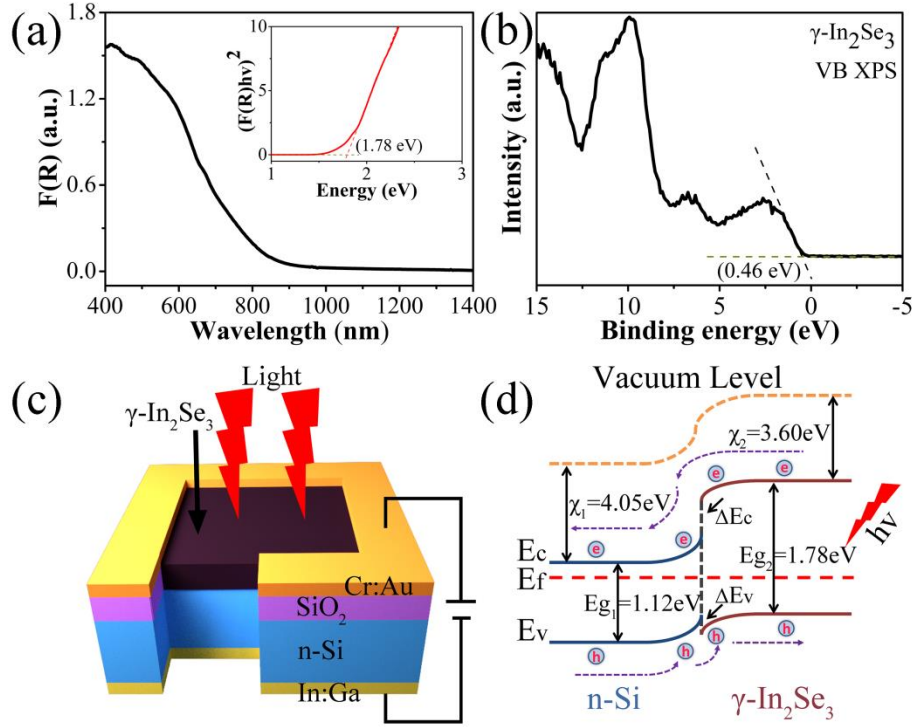 (a)
F(R) (a.u.)
1.8
1.2
0.6
0.0
400 600 800 1000 1200 1400
Wavelength (nm)
(F(R)hv)²
10
5
0
1 2 3
Energy (eV)
(1.78 eV)
(b)
γ-In₂Se₃
VB XPS
Intensity (a.u.)
(0.46 eV)
15 10 5 0 -5
Binding energy (eV)
(c)
Light
γ-In₂Se₃
Cr:Au
SiO₂
n-Si
In:Ga
(d)
Vacuum Level
χ₂=3.60eV
χ₁=4.05eV
e
e
e
e
ΔEc
hv
Ec
Ef
Ev
Eg₁=1.12eV
Eg₂=1.78eV
ΔEv
h
h
h
h
n-Si
γ-In₂Se₃